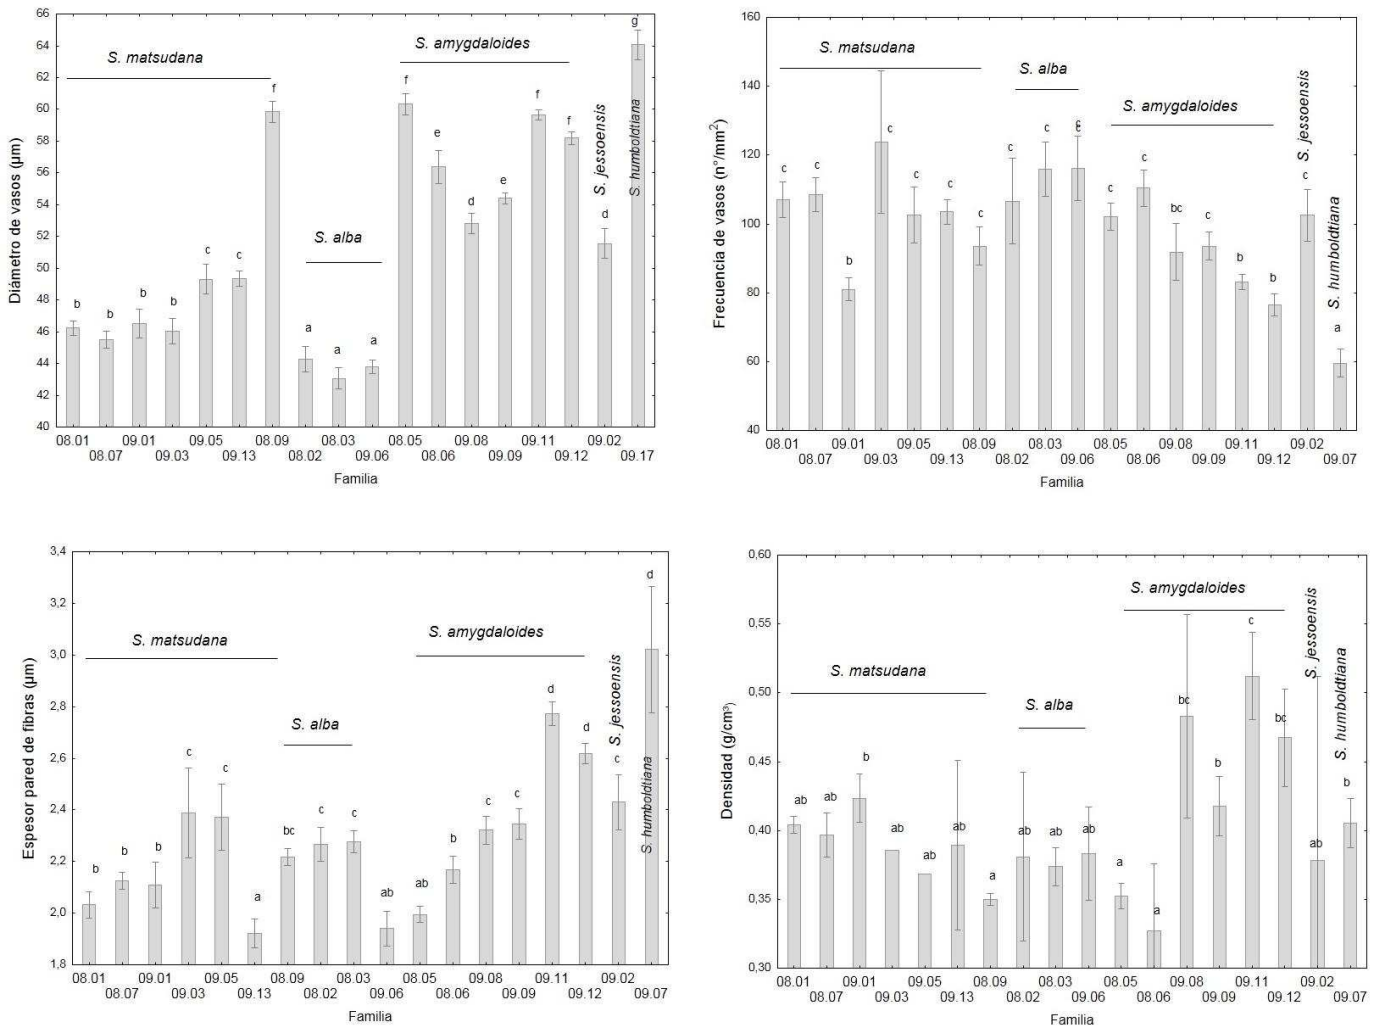 Diámetro de vasos (µm)
66
64
62
60
58
56
54
52
50
48
46
44
42
40
S. matsudana
S. alba
S. amygdaloides
S. jessoensis
S. humboldtiana
b
b
b
b
c
c
f
a
a
a
f
e
d
e
f
f
d
g
08.01 09.01 09.05 08.09 08.03 08.05 09.08 09.11 09.02
08.07 09.03 09.13 08.02 09.06 08.06 09.09 09.12 09.17
Familia
Frecuencia de vasos (n°/mm²)
160
140
120
100
80
60
40
S. matsudana
S. alba
S. amygdaloides
S. jessoensis
S. humboldtiana
c
c
b
c
c
c
c
c
c
c
c
c
c
bc
c
b
b
c
a
08.01 09.01 09.05 08.09 08.03 08.05 09.08 09.11 09.02
08.07 09.03 09.13 08.02 09.06 08.06 09.09 09.12 09.07
Familia
Espesor pared de fibras (µm)
3,4
3,2
3,0
2,8
2,6
2,4
2,2
2,0
1,8
S. matsudana
S. alba
S. amygdaloides
S. jessoensis
S. humboldtiana
b
b
b
c
c
a
bc
c
c
ab
ab
b
c
c
d
d
c
d
08.01 09.01 09.05 08.09 08.03 08.05 09.08 09.11 09.02
08.07 09.03 09.13 08.02 09.06 08.06 09.09 09.12 09.07
Familia
Densidad (g/cm³)
0,60
0,55
0,50
0,45
0,40
0,35
0,30
S. matsudana
S. alba
S. amygdaloides
S. jessoensis
S. humboldtiana
ab
ab
b
ab
ab
ab
a
ab
ab
ab
a
a
bc
b
c
bc
ab
b
08.01 09.01 09.05 08.09 08.03 08.05 09.08 09.11 09.02
08.07 09.03 09.13 08.02 09.06 08.06 09.09 09.12 09.07
Familia